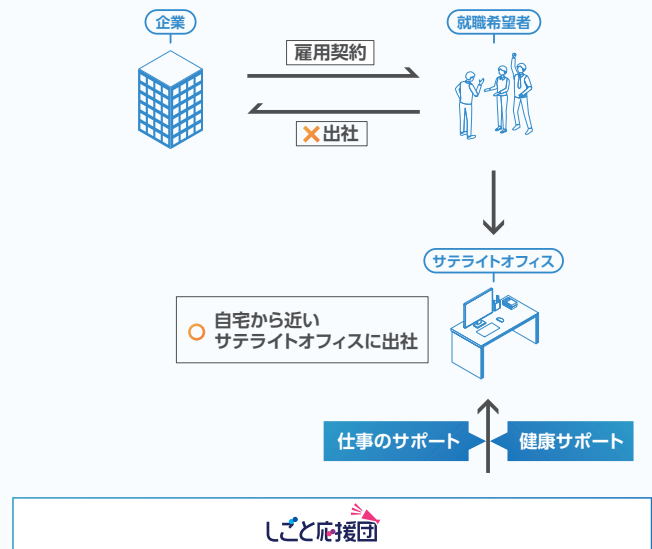 企業
就職希望者
雇用契約
×出社
サテライトオフィス
○ 自宅から近い
サテライトオフィスに出社
仕事のサポート
健康サポート
しごと応援団